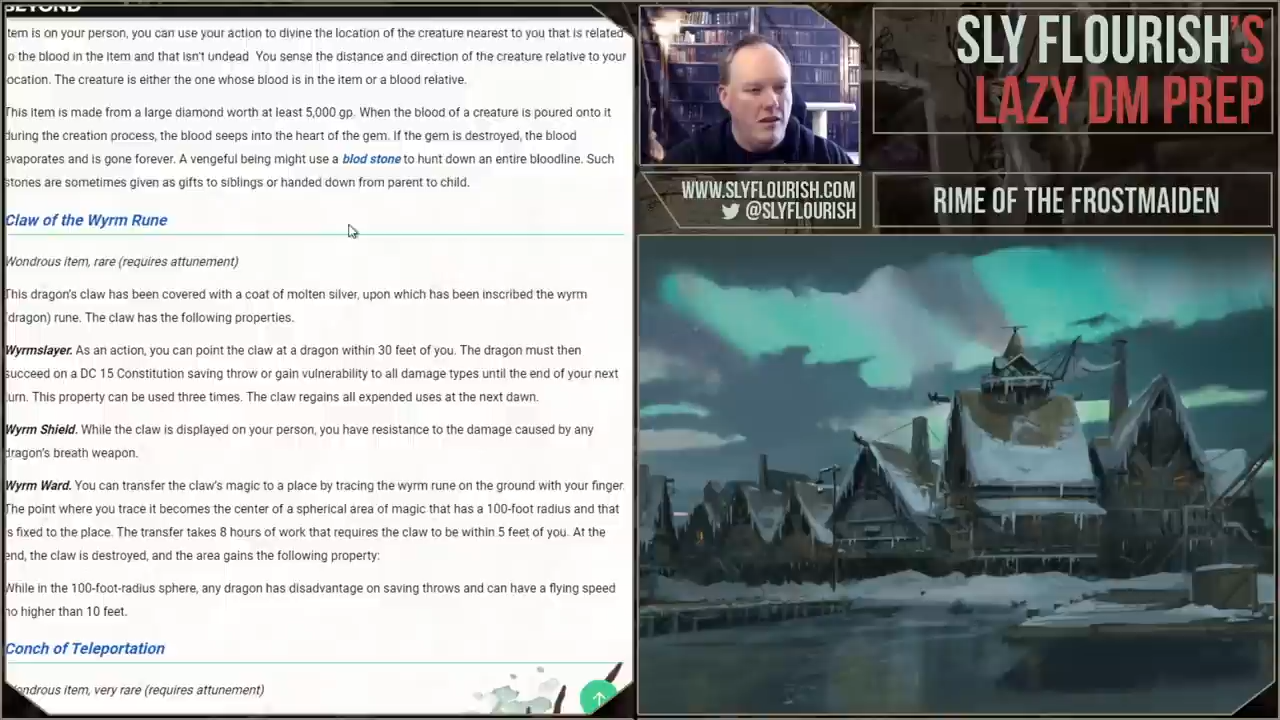 BEYOND
item is on your person, you can use your action to divine the location of the creature nearest to you that is related
to the blood in the item and that isn't undead. You sense the distance and direction of the creature relative to your
location. The creature is either the one whose blood is in the item or a blood relative.
This item is made from a large diamond worth at least 5,000 gp. When the blood of a creature is poured onto it
during the creation process, the blood seeps into the heart of the gem. If the gem is destroyed, the blood
evaporates and is gone forever. A vengeful being might use a blod stone to hunt down an entire bloodline. Such
stones are sometimes given as gifts to siblings or handed down from parent to child.
Claw of the Wyrm Rune
Wondrous item, rare (requires attunement)
This dragon's claw has been covered with a coat of molten silver, upon which has been inscribed the wyrm
(dragon) rune. The claw has the following properties.
Wyrmslayer. As an action, you can point the claw at a dragon within 30 feet of you. The dragon must then
succeed on a DC 15 Constitution saving throw or gain vulnerability to all damage types until the end of your next
turn. This property can be used three times. The claw regains all expended uses at the next dawn.
Wyrm Shield. While the claw is displayed on your person, you have resistance to the damage caused by any
dragon's breath weapon.
Wyrm Ward. You can transfer the claw's magic to a place by tracing the wyrm rune on the ground with your finger.
The point where you trace it becomes the center of a spherical area of magic that has a 100-foot radius and that
is fixed to the place. The transfer takes 8 hours of work that requires the claw to be within 5 feet of you. At the
end, the claw is destroyed, and the area gains the following property:
While in the 100-foot-radius sphere, any dragon has disadvantage on saving throws and can have a flying speed
no higher than 10 feet.
Conch of Teleportation
Wondrous item, very rare (requires attunement)
SLY FLOURISH'S
LAZY DM PREP
WWW.SLYFLOURISH.COM
@SLYFLOURISH
RIME OF THE FROSTMAIDEN